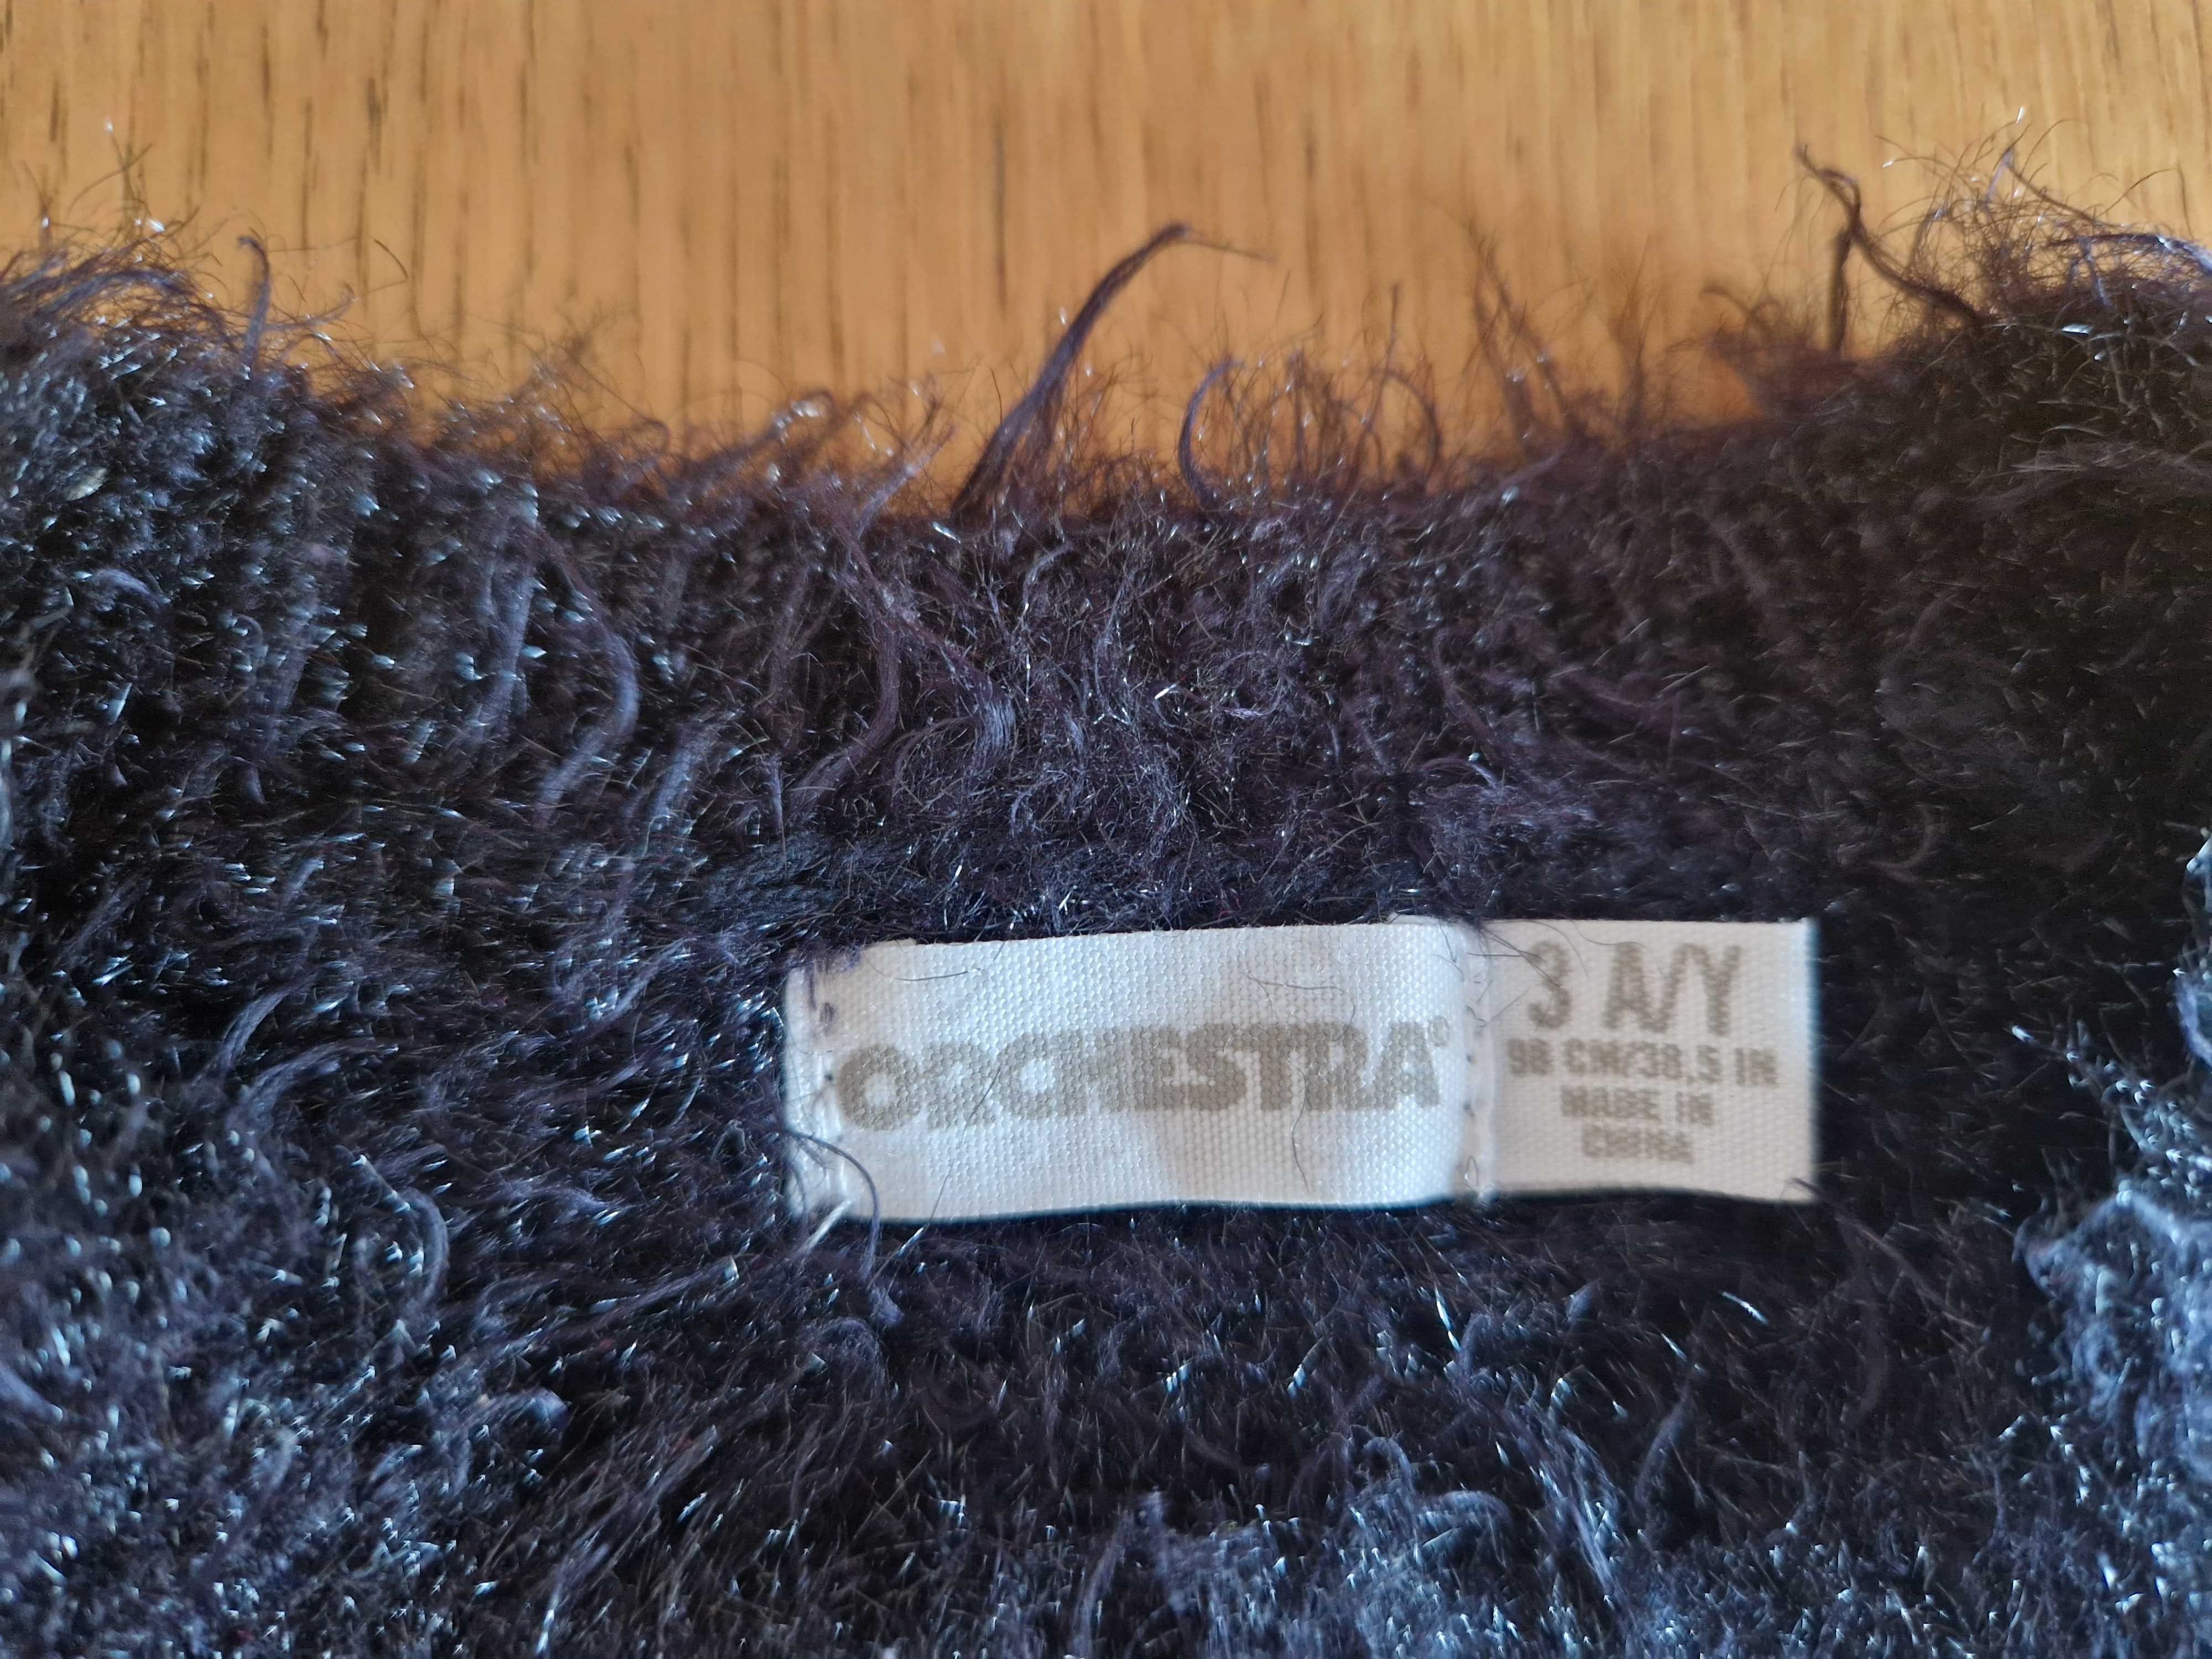 ORCHESTRA®
3 A/Y
98 CM/38,5 IN
MADE IN
CHINA